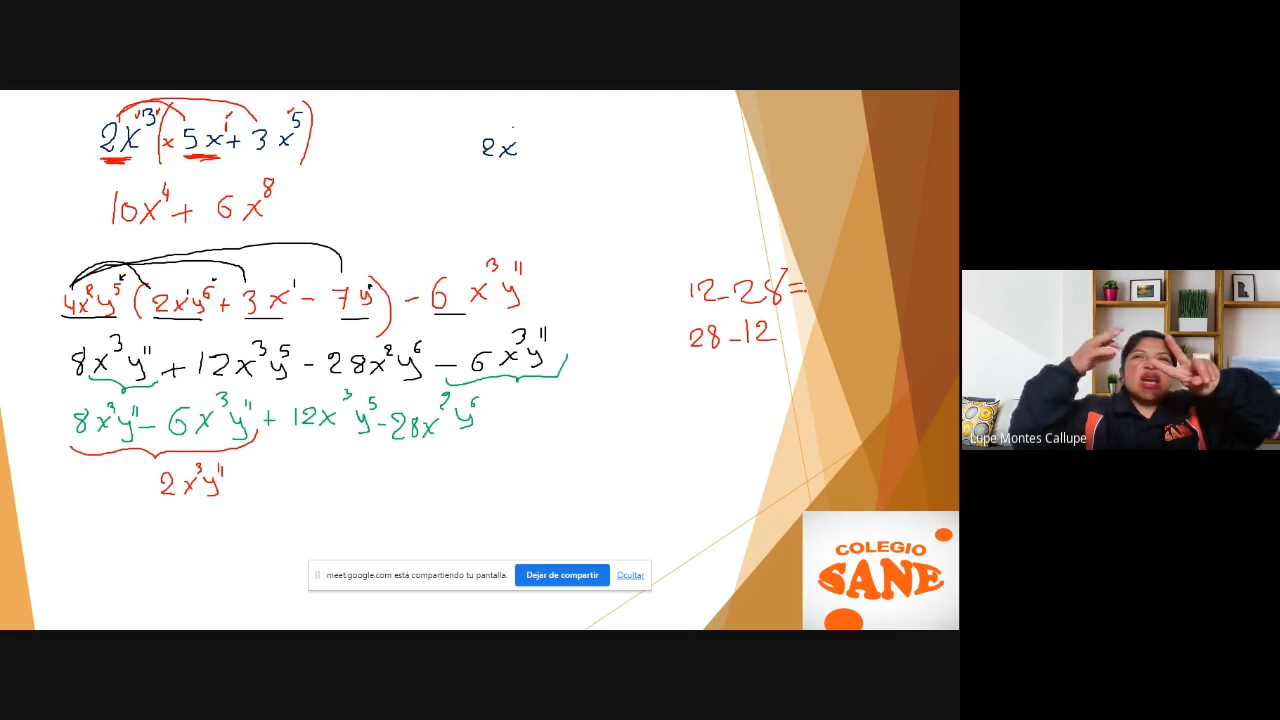 2x³(x 5x¹ + 3x⁵)
2x
10x⁴ + 6x⁸
4x²y⁵(2x¹y⁶ + 3x¹ - 7y¹) - 6x³y¹¹
12 - 28 =
28 - 12
8x³y¹¹ + 12x³y⁵ - 28x²y⁶ - 6x³y¹¹
8x³y¹¹ - 6x³y¹¹ + 12x³y⁵ - 28x²y⁶
2x³y¹¹
Lupe Montes Callupe
COLEGIO
SANE
meet.google.com está compartiendo tu pantalla. Dejar de compartir Ocultar